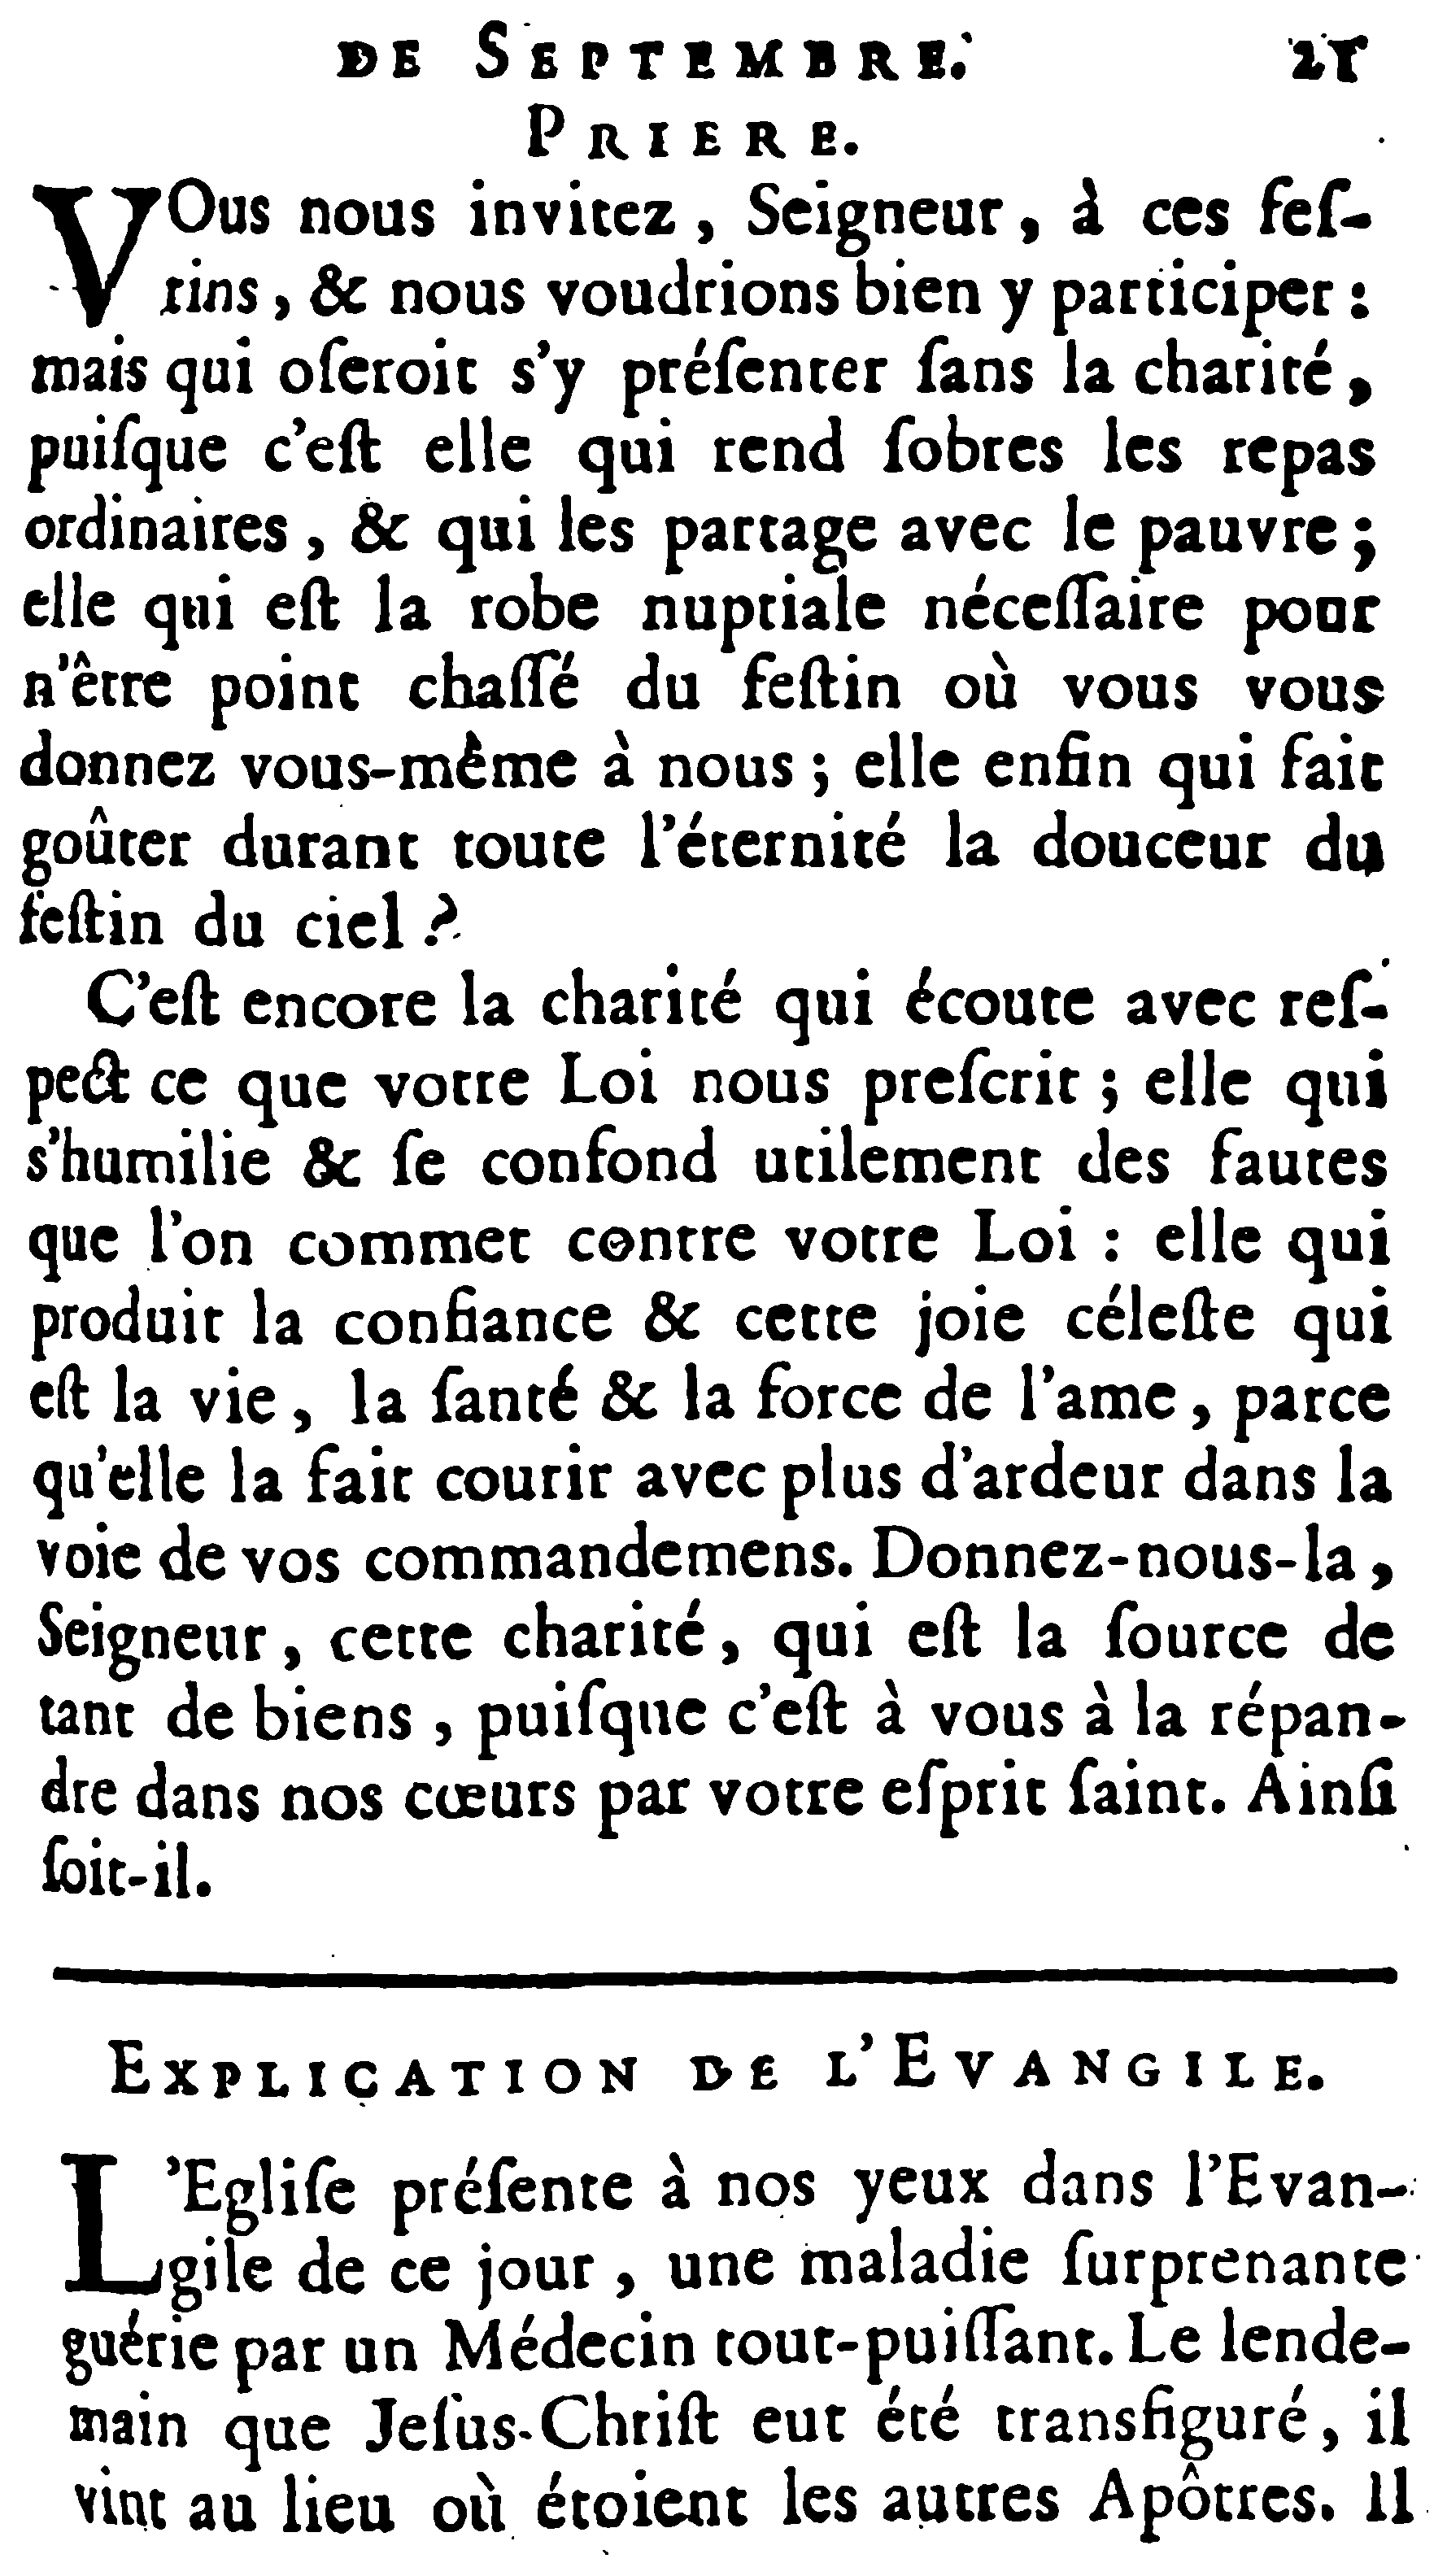 DE SEPTEMBRE. 21
PRIERE.
VOus nous invitez, Seigneur, à ces feſ-
tins, & nous voudrions bien y participer :
mais qui oſeroit s'y préſenter ſans la charité,
puiſque c'eſt elle qui rend ſobres les repas
ordinaires, & qui les partage avec le pauvre ;
elle qui eſt la robe nuptiale néceſſaire pour
n'être point chaſſé du feſtin où vous vous
donnez vous-même à nous ; elle enfin qui fait
goûter durant toute l'éternité la douceur du
feſtin du ciel ?
C'eſt encore la charité qui écoute avec reſ-
pect ce que votre Loi nous preſcrit ; elle qui
s'humilie & ſe confond utilement des fautes
que l'on commet contre votre Loi : elle qui
produit la confiance & cette joie céleſte qui
eſt la vie, la ſanté & la force de l'ame, parce
qu'elle la fait courir avec plus d'ardeur dans la
voie de vos commandemens. Donnez-nous-la,
Seigneur, cette charité, qui eſt la ſource de
tant de biens, puiſque c'eſt à vous à la répan-
dre dans nos cœurs par votre eſprit ſaint. Ainſi
ſoit-il.
EXPLICATION DE L'EVANGILE.
L'Egliſe préſente à nos yeux dans l'Evan-
gile de ce jour, une maladie ſurprenante
guérie par un Médecin tout-puiſſant. Le lende-
main que Jeſus-Chriſt eut été transfiguré, il
vint au lieu où étoient les autres Apôtres. Il